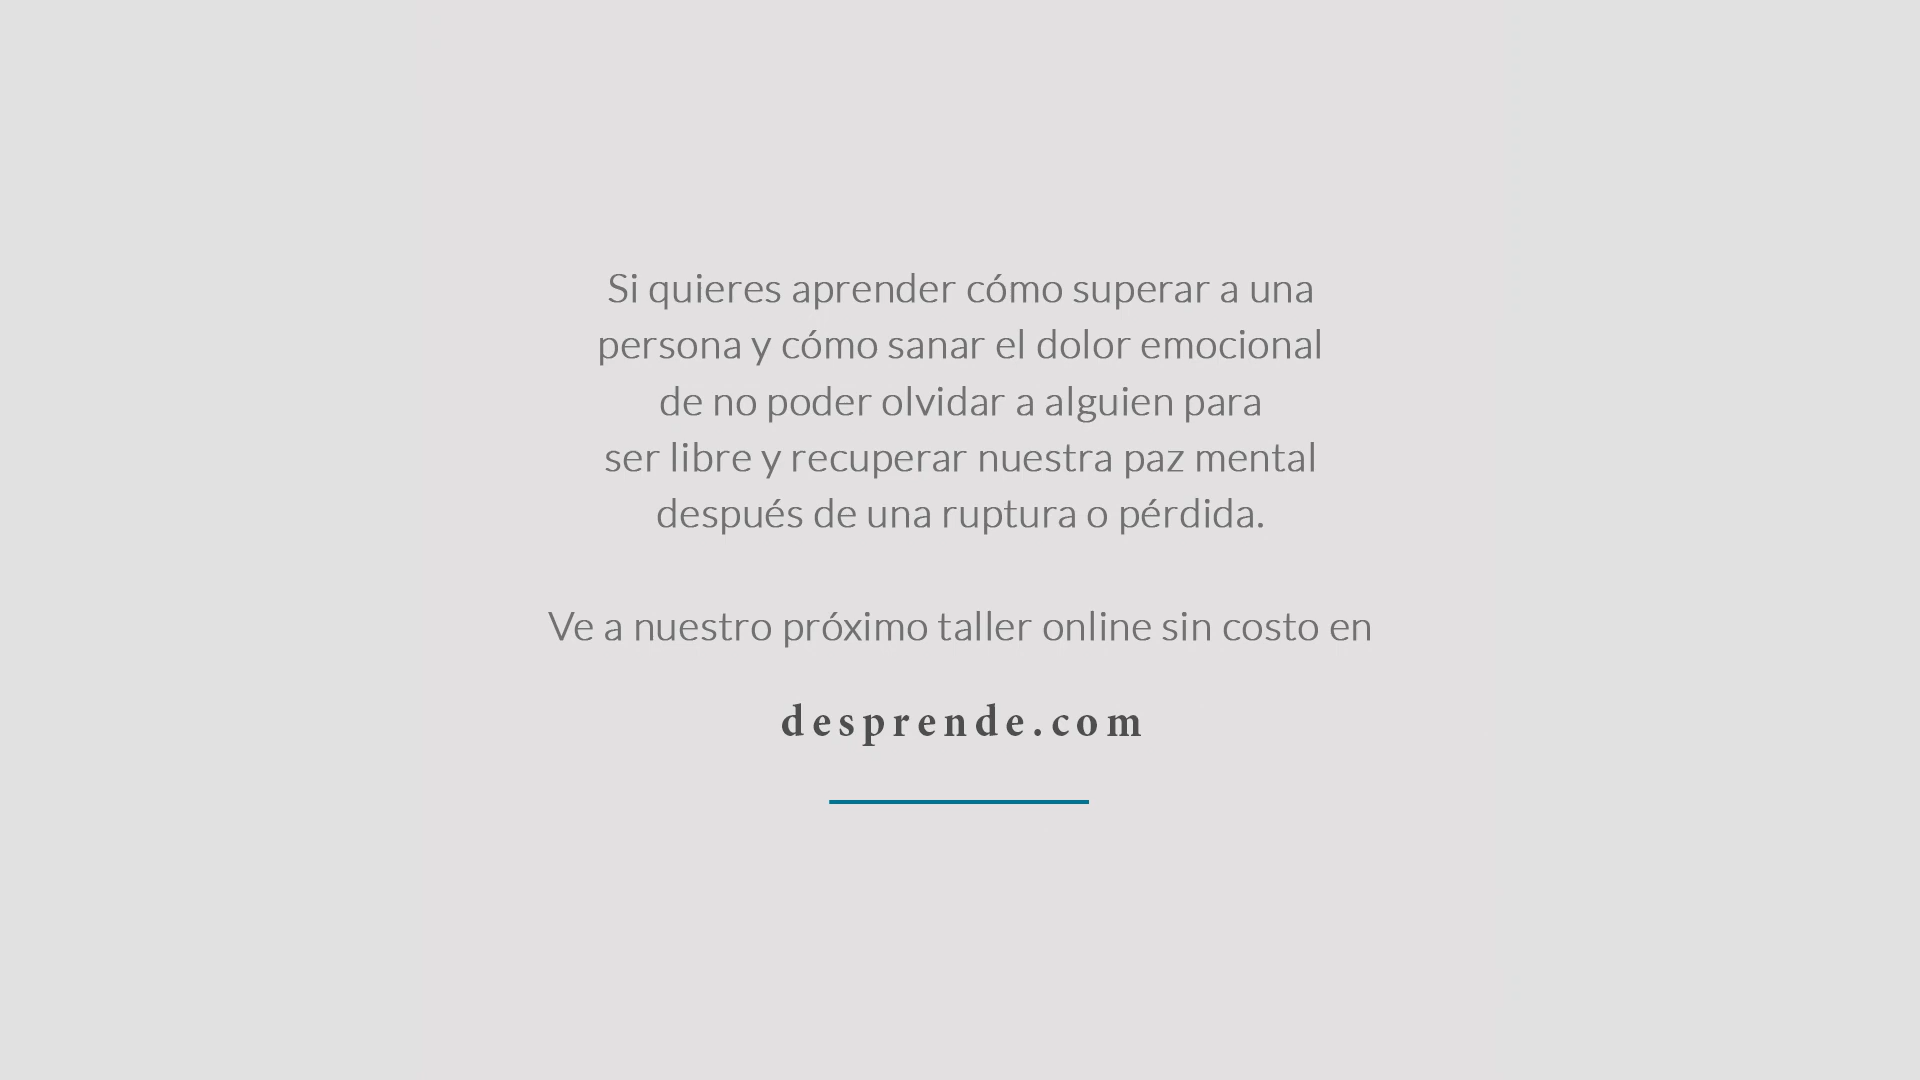 Si quieres aprender cómo superar a una
persona y cómo sanar el dolor emocional
de no poder olvidar a alguien para
ser libre y recuperar nuestra paz mental
después de una ruptura o pérdida.
Ve a nuestro próximo taller online sin costo en
desprende.com